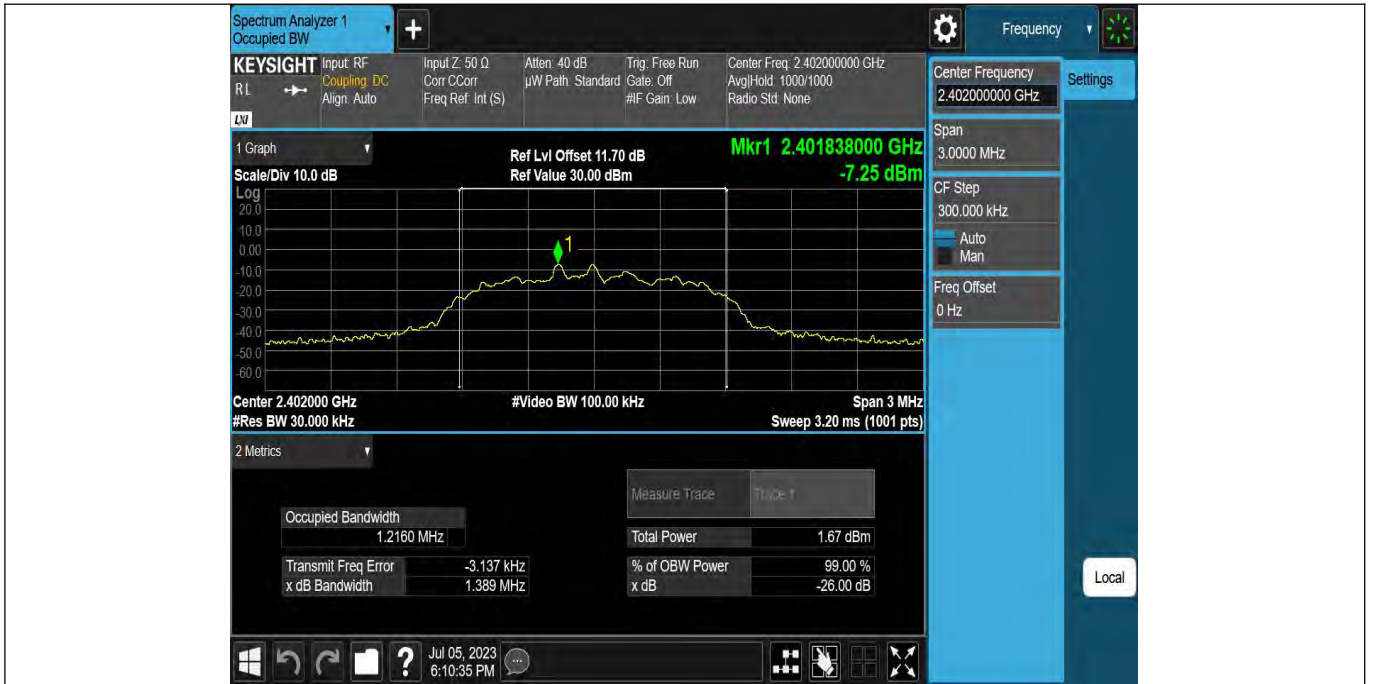 Spectrum Analyzer 1
Occupied BW
Frequency
KEYSIGHT
Input: RF
Coupling: DC
Align: Auto
Input Z: 50 Ω
Corr CCorr
Freq Ref: Int (S)
Atten: 40 dB
µW Path: Standard
Trig: Free Run
Gate: Off
#IF Gain: Low
Center Freq: 2.402000000 GHz
Avg|Hold: 1000/1000
Radio Std: None
R L
LXI
1 Graph
Scale/Div 10.0 dB
Ref Lvl Offset 11.70 dB
Ref Value 30.00 dBm
Mkr1 2.401838000 GHz
-7.25 dBm
Log
20.0
10.0
0.00
-10.0
-20.0
-30.0
-40.0
-50.0
-60.0
1
Center 2.402000 GHz
#Res BW 30.000 kHz
#Video BW 100.00 kHz
Span 3 MHz
Sweep 3.20 ms (1001 pts)
2 Metrics
Measure Trace Trace 1
Occupied Bandwidth
1.2160 MHz
Total Power 1.67 dBm
Transmit Freq Error -3.137 kHz
x dB Bandwidth 1.389 MHz
% of OBW Power 99.00 %
x dB -26.00 dB
Center Frequency
2.402000000 GHz
Settings
Span
3.0000 MHz
CF Step
300.000 kHz
Auto
Man
Freq Offset
0 Hz
Local
Jul 05, 2023
6:10:35 PM